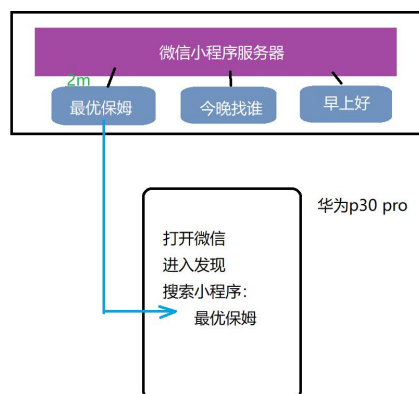 微信小程序服务器
2m
最优保姆
今晚找谁
早上好
华为p30 pro
打开微信
进入发现
搜索小程序：
最优保姆